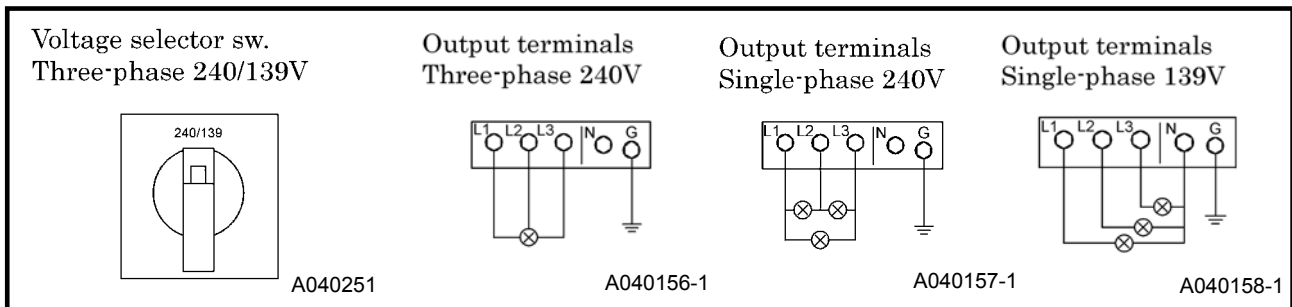 Voltage selector sw.
Three-phase 240/139V
240/139
A040251
Output terminals
Three-phase 240V
L1 L2 L3 N G
A040156-1
Output terminals
Single-phase 240V
L1 L2 L3 N G
A040157-1
Output terminals
Single-phase 139V
L1 L2 L3 N G
A040158-1